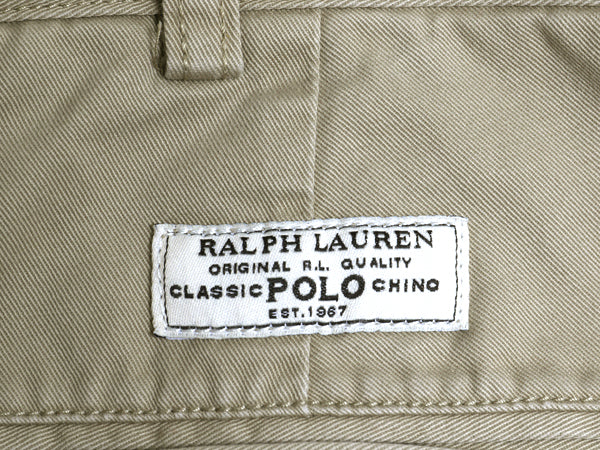 RALPH LAUREN
ORIGINAL R.L. QUALITY
CLASSIC POLO CHINO
EST.1967